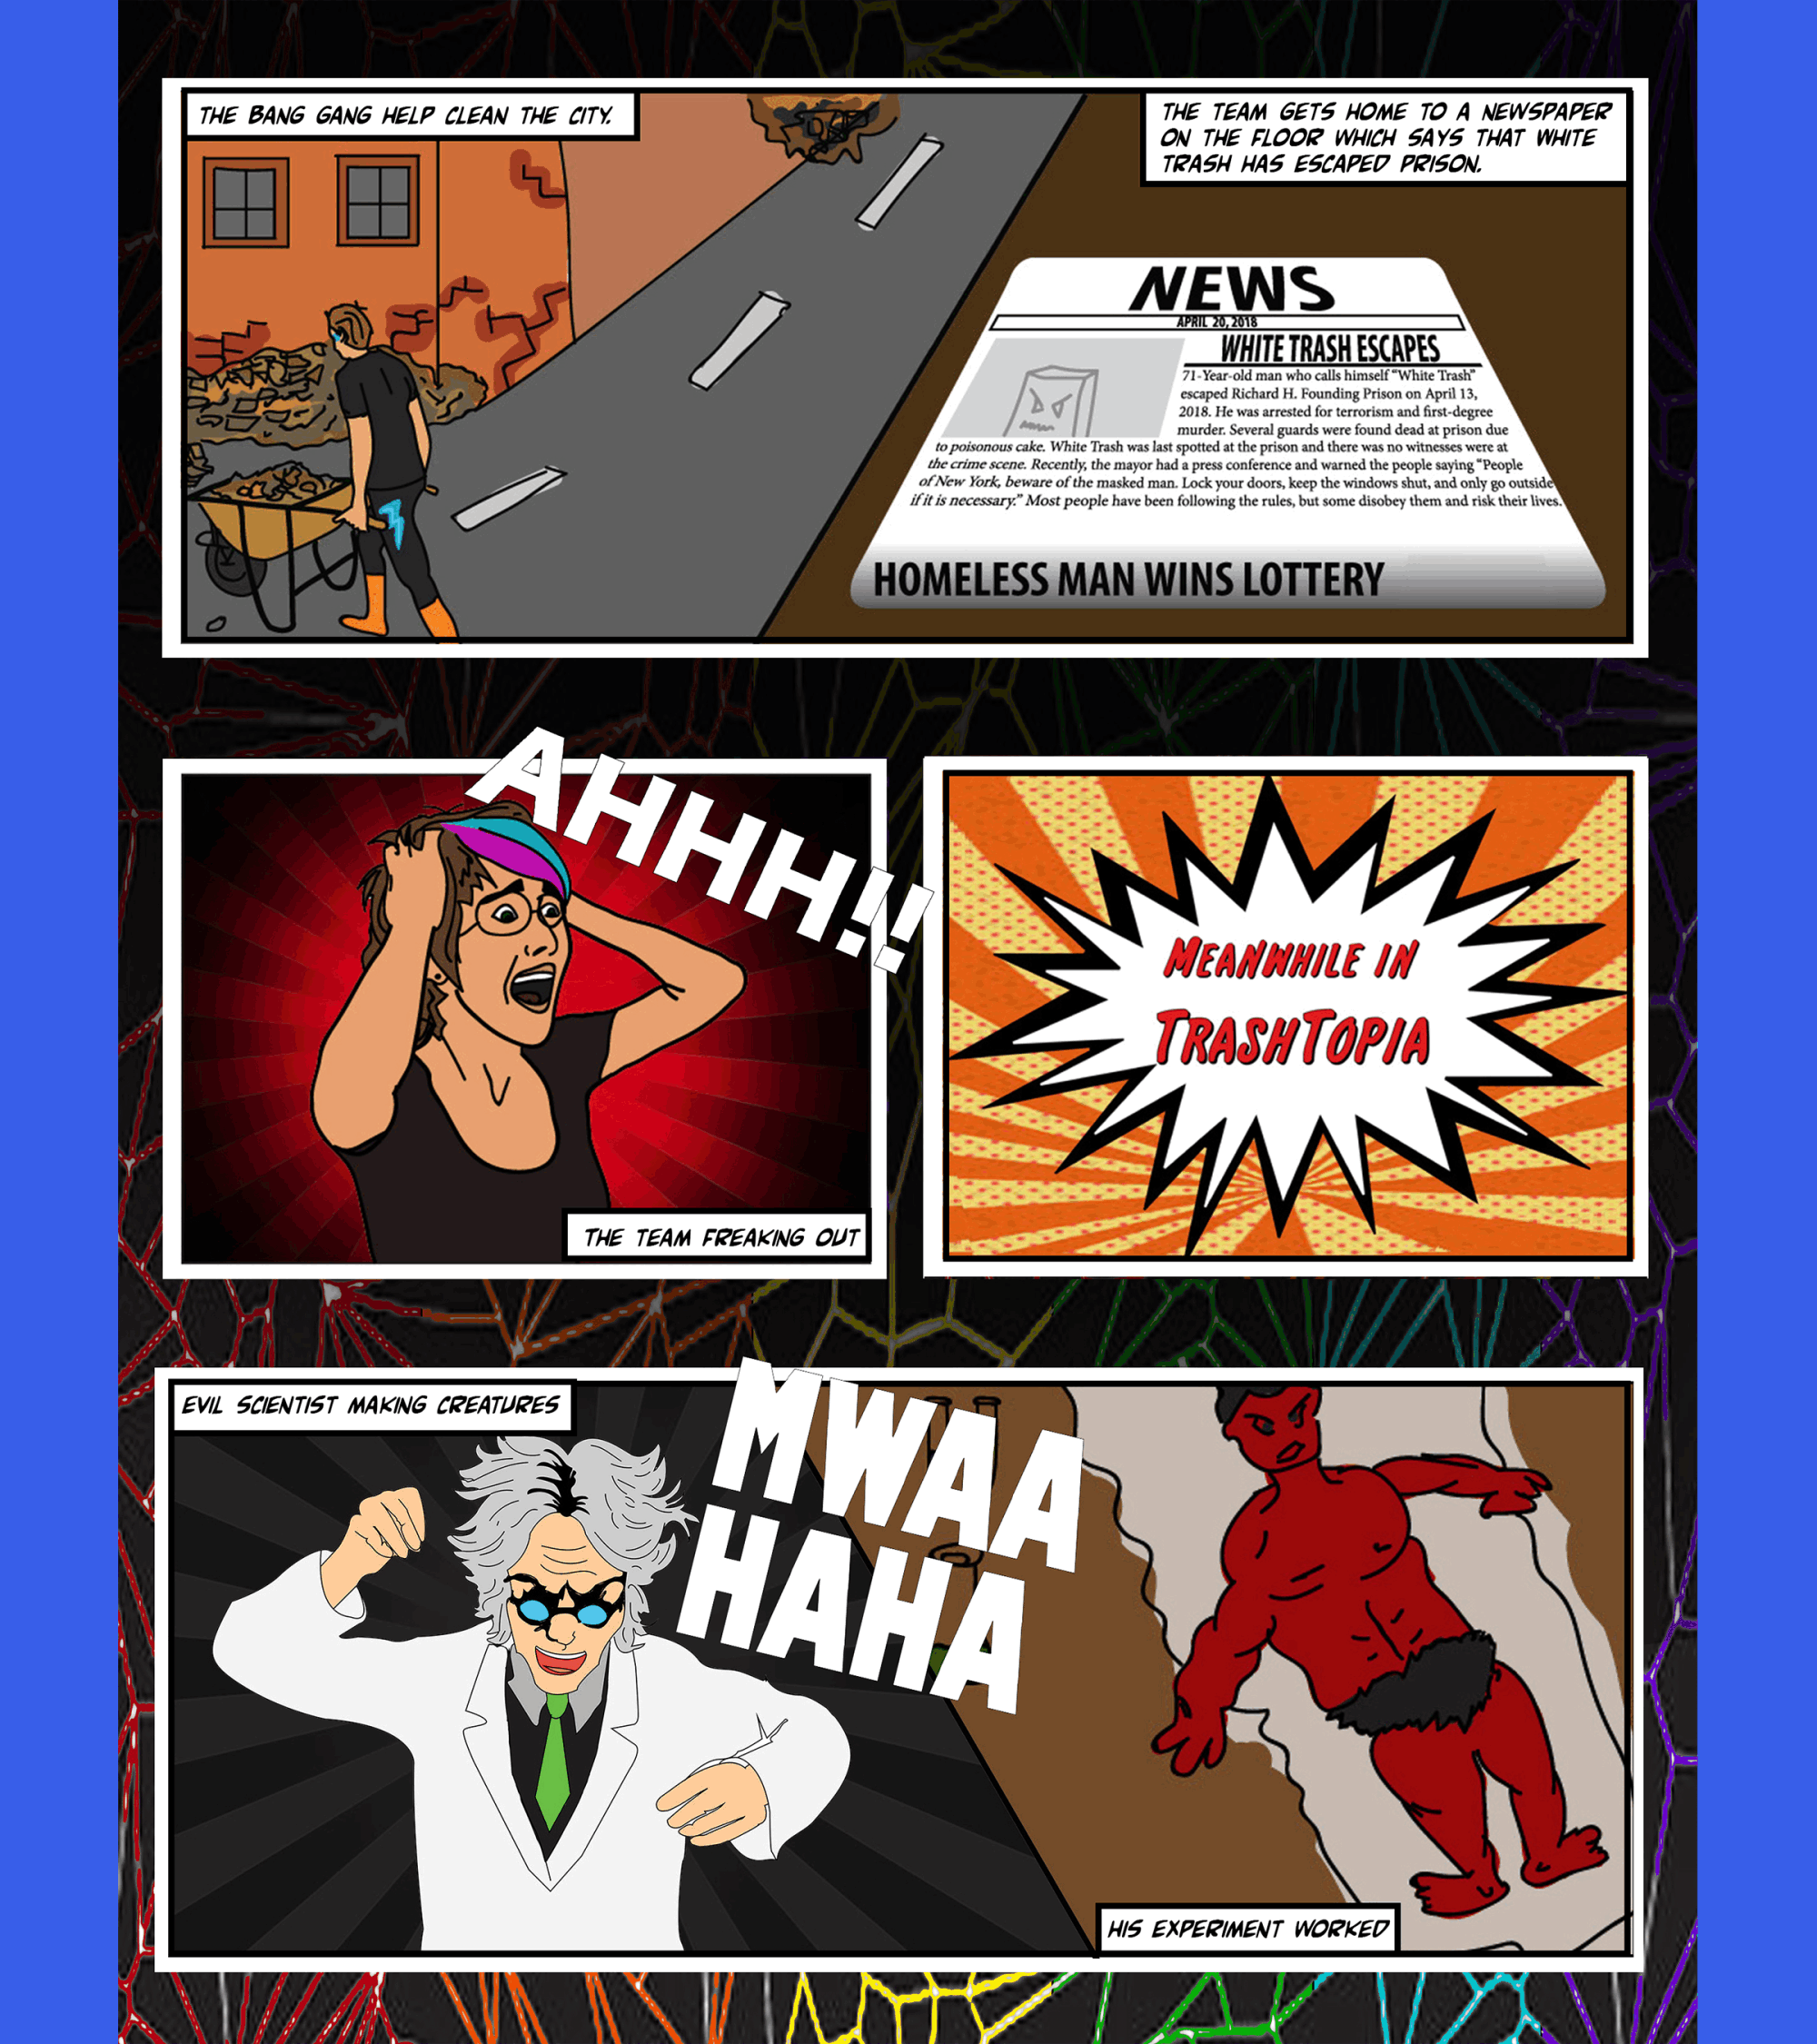 THE BANG GANG HELP CLEAN THE CITY.
THE TEAM GETS HOME TO A NEWSPAPER
ON THE FLOOR WHICH SAYS THAT WHITE
TRASH HAS ESCAPED PRISON.
NEWS
APRIL 20, 2018
WHITE TRASH ESCAPES
71-Year-old man who calls himself “White Trash”
escaped Richard H. Founding Prison on April 13,
2018. He was arrested for terrorism and first-degree
murder. Several guards were found dead at prison due
to poisonous cake. White Trash was last spotted at the prison and there was no witnesses were at
the crime scene. Recently, the mayor had a press conference and warned the people saying “People
of New York, beware of the masked man. Lock your doors, keep the windows shut, and only go outside
if it is necessary.” Most people have been following the rules, but some disobey them and risk their lives.
HOMELESS MAN WINS LOTTERY
AHHH!!
THE TEAM FREAKING OUT
MEANWHILE IN
TRASHTOPIA
EVIL SCIENTIST MAKING CREATURES
MWAA
HAHA
HIS EXPERIMENT WORKED